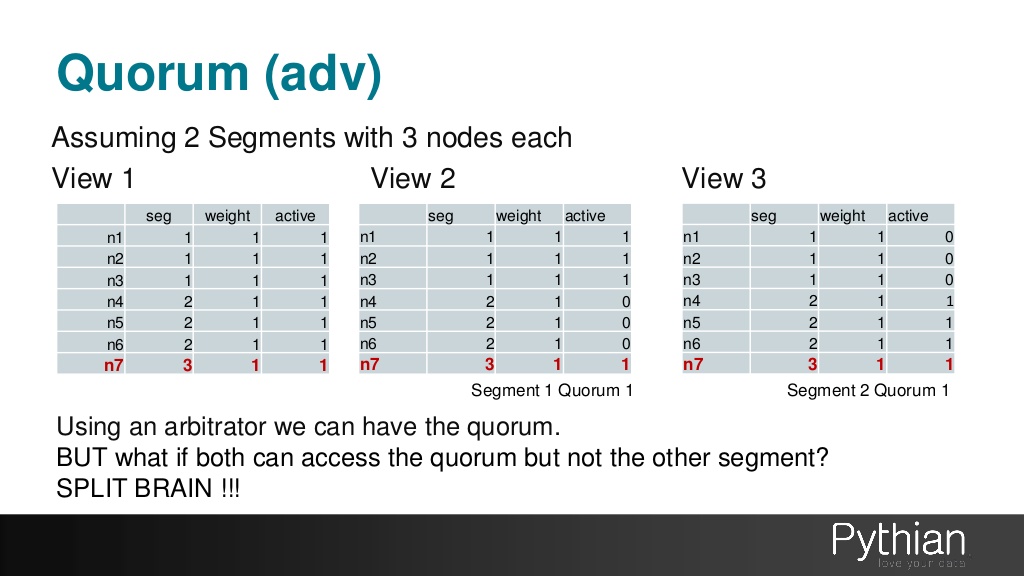 Quorum (adv)
Assuming 2 Segments with 3 nodes each
View 1
seg weight active
n1 1 1 1
n2 1 1 1
n3 1 1 1
n4 2 1 1
n5 2 1 1
n6 2 1 1
n7 3 1 1
View 2
seg weight active
n1 1 1 1
n2 1 1 1
n3 1 1 1
n4 2 1 0
n5 2 1 0
n6 2 1 0
n7 3 1 1
Segment 1 Quorum 1
View 3
seg weight active
n1 1 1 0
n2 1 1 0
n3 1 1 0
n4 2 1 1
n5 2 1 1
n6 2 1 1
n7 3 1 1
Segment 2 Quorum 1
Using an arbitrator we can have the quorum.
BUT what if both can access the quorum but not the other segment?
SPLIT BRAIN !!!
Pythian
love your data